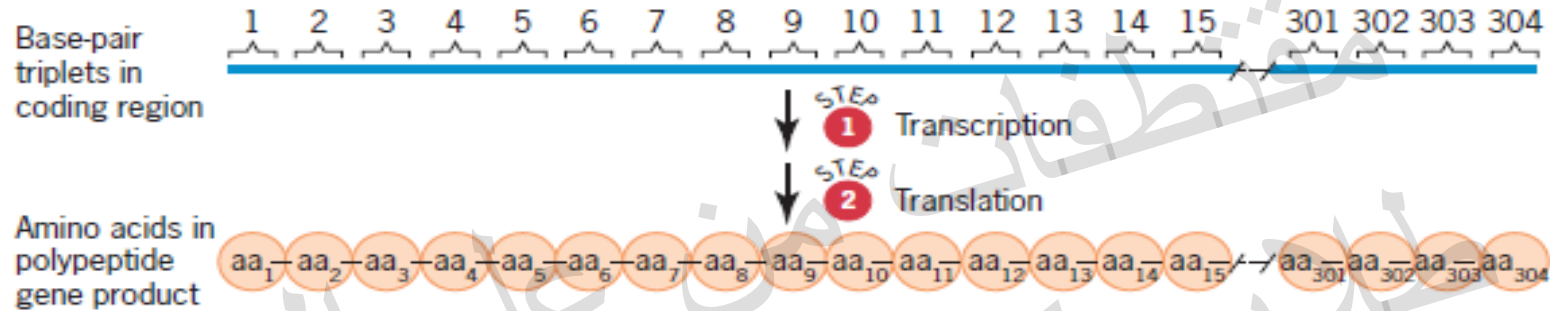 1 2 3 4 5 6 7 8 9 10 11 12 13 14 15 301 302 303 304
Base-pair
triplets in
coding region
STEP
1 Transcription
STEP
2 Translation
Amino acids in
polypeptide
gene product
aa1 aa2 aa3 aa4 aa5 aa6 aa7 aa8 aa9 aa10 aa11 aa12 aa13 aa14 aa15 aa301 aa302 aa303 aa304
مقتطفات من